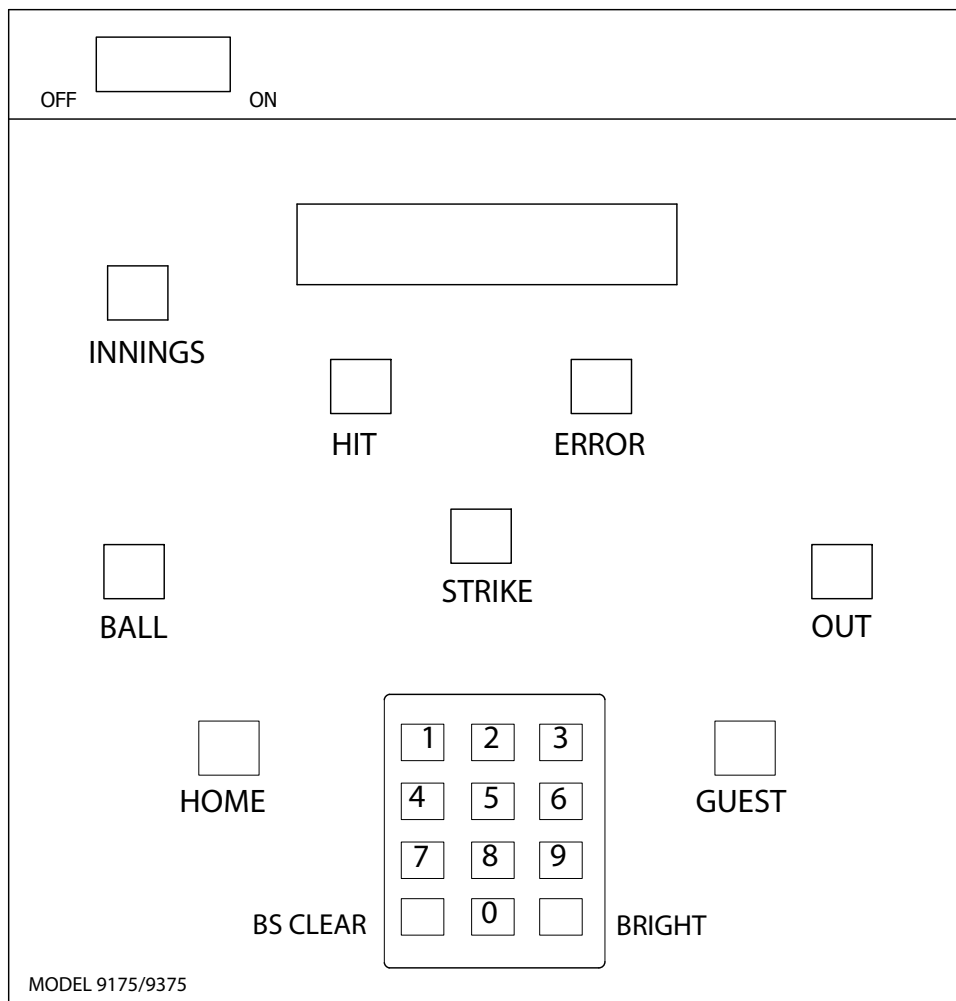 OFF ON
INNINGS
HIT ERROR
STRIKE
BALL OUT
1 2 3
HOME 4 5 6 GUEST
7 8 9
BS CLEAR 0 BRIGHT
MODEL 9175/9375